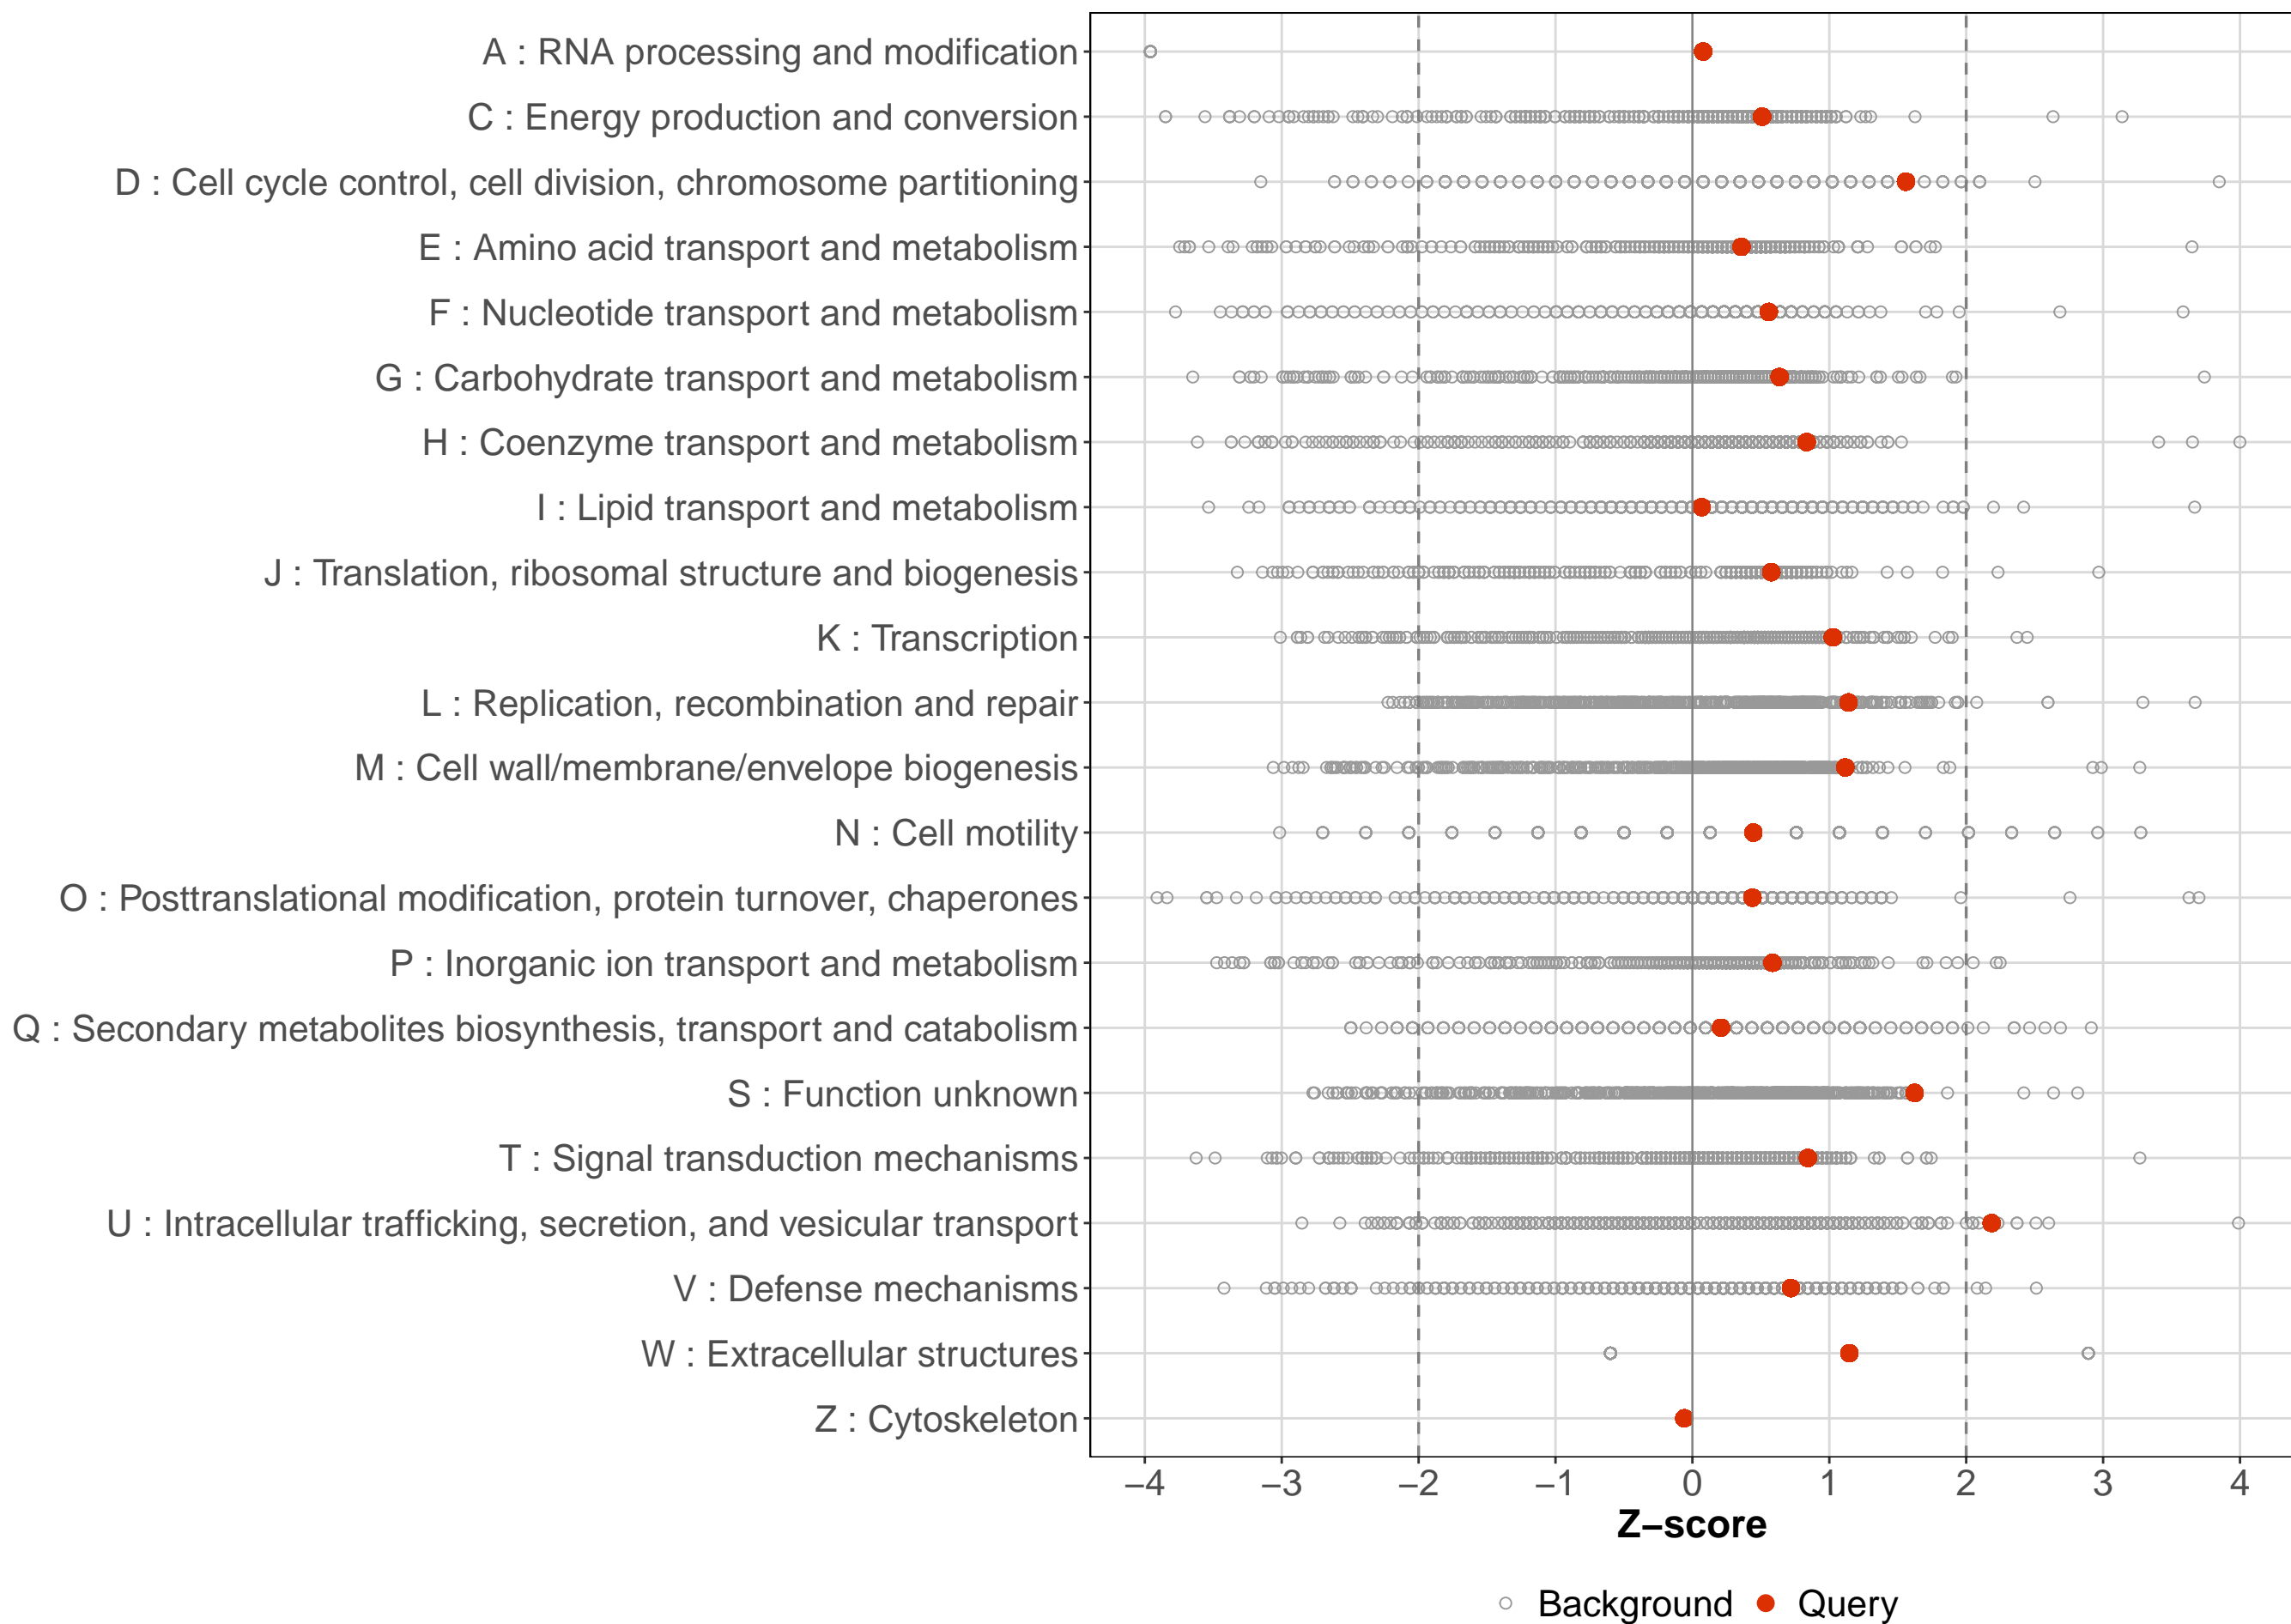 A : RNA processing and modification
C : Energy production and conversion
D : Cell cycle control, cell division, chromosome partitioning
E : Amino acid transport and metabolism
F : Nucleotide transport and metabolism
G : Carbohydrate transport and metabolism
H : Coenzyme transport and metabolism
I : Lipid transport and metabolism
J : Translation, ribosomal structure and biogenesis
K : Transcription
L : Replication, recombination and repair
M : Cell wall/membrane/envelope biogenesis
N : Cell motility
O : Posttranslational modification, protein turnover, chaperones
P : Inorganic ion transport and metabolism
Q : Secondary metabolites biosynthesis, transport and catabolism
S : Function unknown
T : Signal transduction mechanisms
U : Intracellular trafficking, secretion, and vesicular transport
V : Defense mechanisms
W : Extracellular structures
Z : Cytoskeleton
−4 −3 −2 −1 0 1 2 3 4
Z−score
Background Query